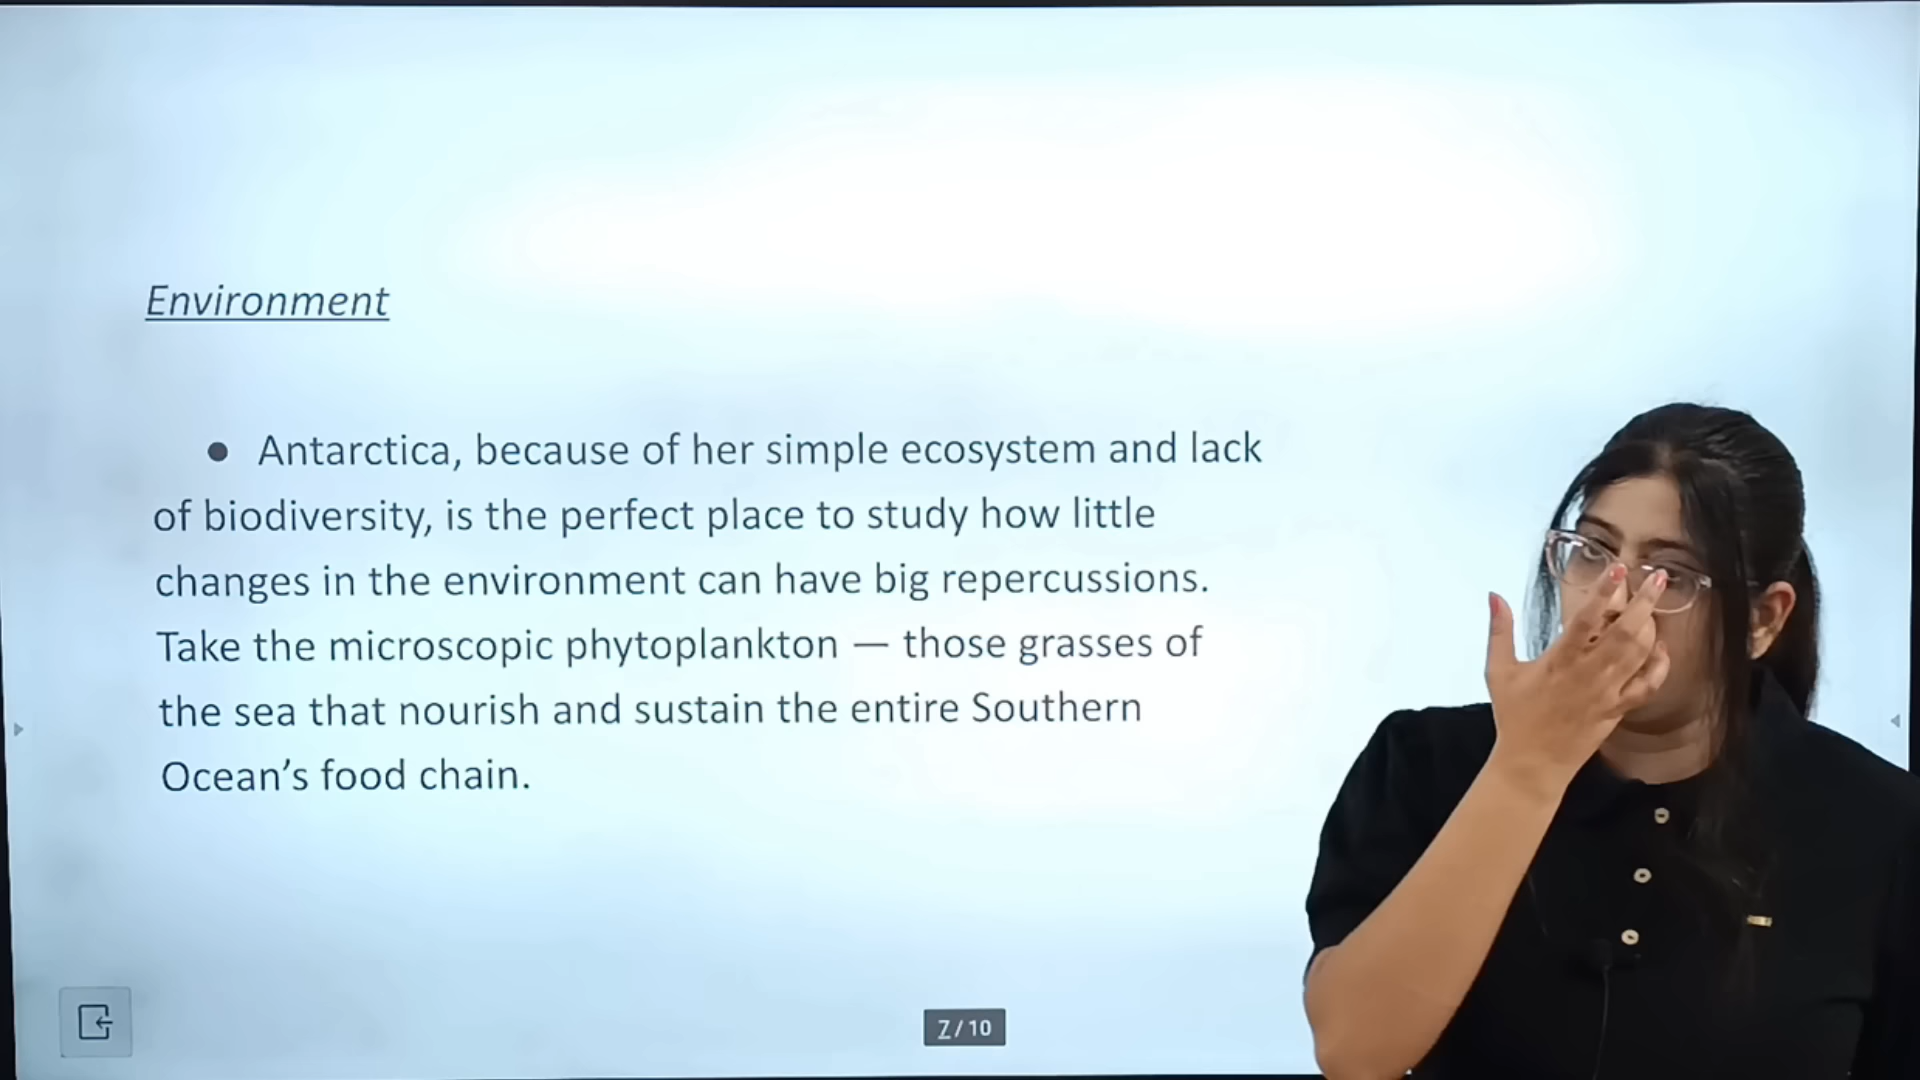 Environment
● Antarctica, because of her simple ecosystem and lack
of biodiversity, is the perfect place to study how little
changes in the environment can have big repercussions.
Take the microscopic phytoplankton — those grasses of
the sea that nourish and sustain the entire Southern
Ocean’s food chain.
7/10